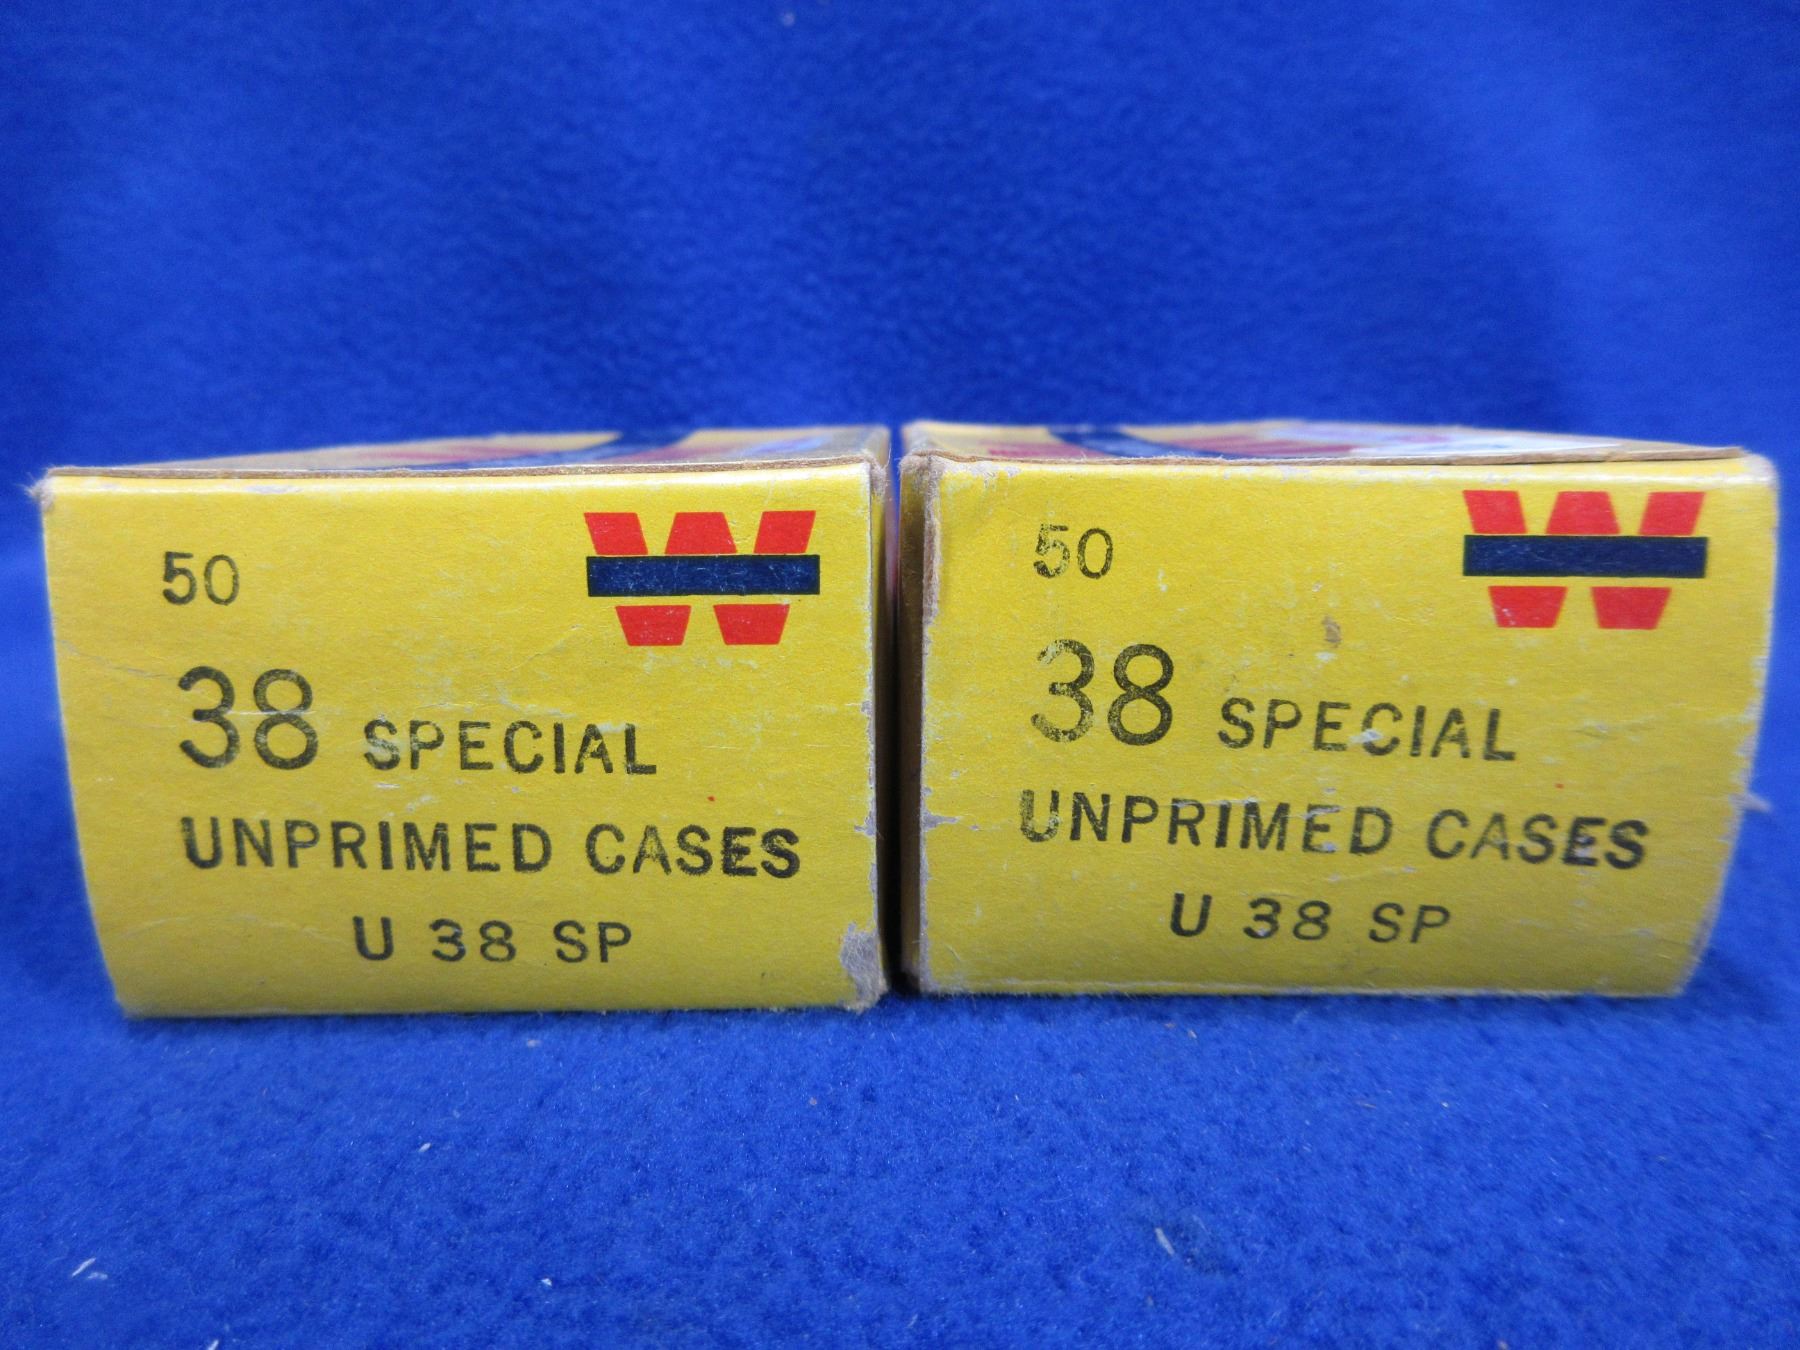 50
W
38 SPECIAL
UNPRIMED CASES
U 38 SP
50
W
38 SPECIAL
UNPRIMED CASES
U 38 SP